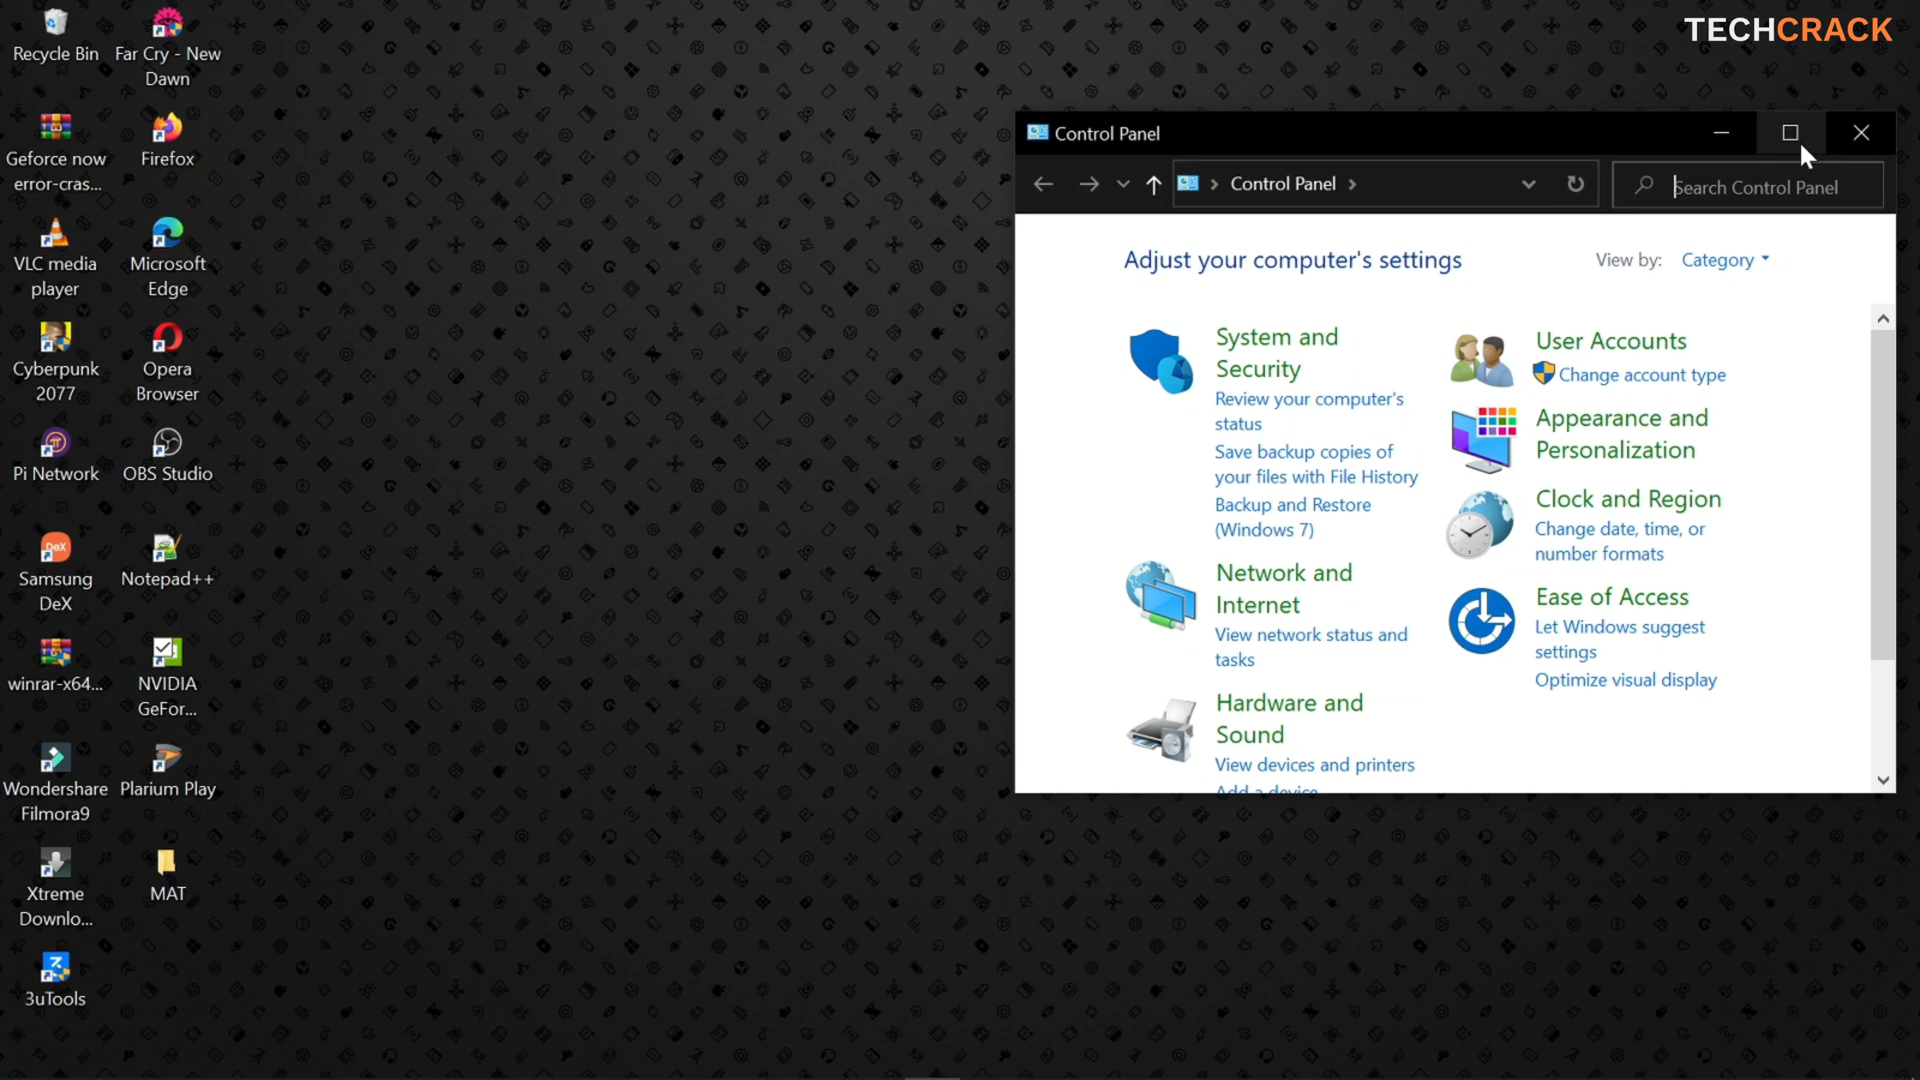 TECHCRACK
Recycle Bin
Far Cry - New
Dawn
Geforce now
error-cras...
Firefox
VLC media
player
Microsoft
Edge
Cyberpunk
2077
Opera
Browser
Pi Network
OBS Studio
Samsung
DeX
Notepad++
winrar-x64...
NVIDIA
GeFor...
Wondershare
Filmora9
Plarium Play
Xtreme
Downlo...
MAT
3uTools
Control Panel
Control Panel
Search Control Panel
Adjust your computer's settings
View by: Category
System and
Security
Review your computer's
status
Save backup copies of
your files with File History
Backup and Restore
(Windows 7)
Network and
Internet
View network status and
tasks
Hardware and
Sound
View devices and printers
Add a device
User Accounts
Change account type
Appearance and
Personalization
Clock and Region
Change date, time, or
number formats
Ease of Access
Let Windows suggest
settings
Optimize visual display